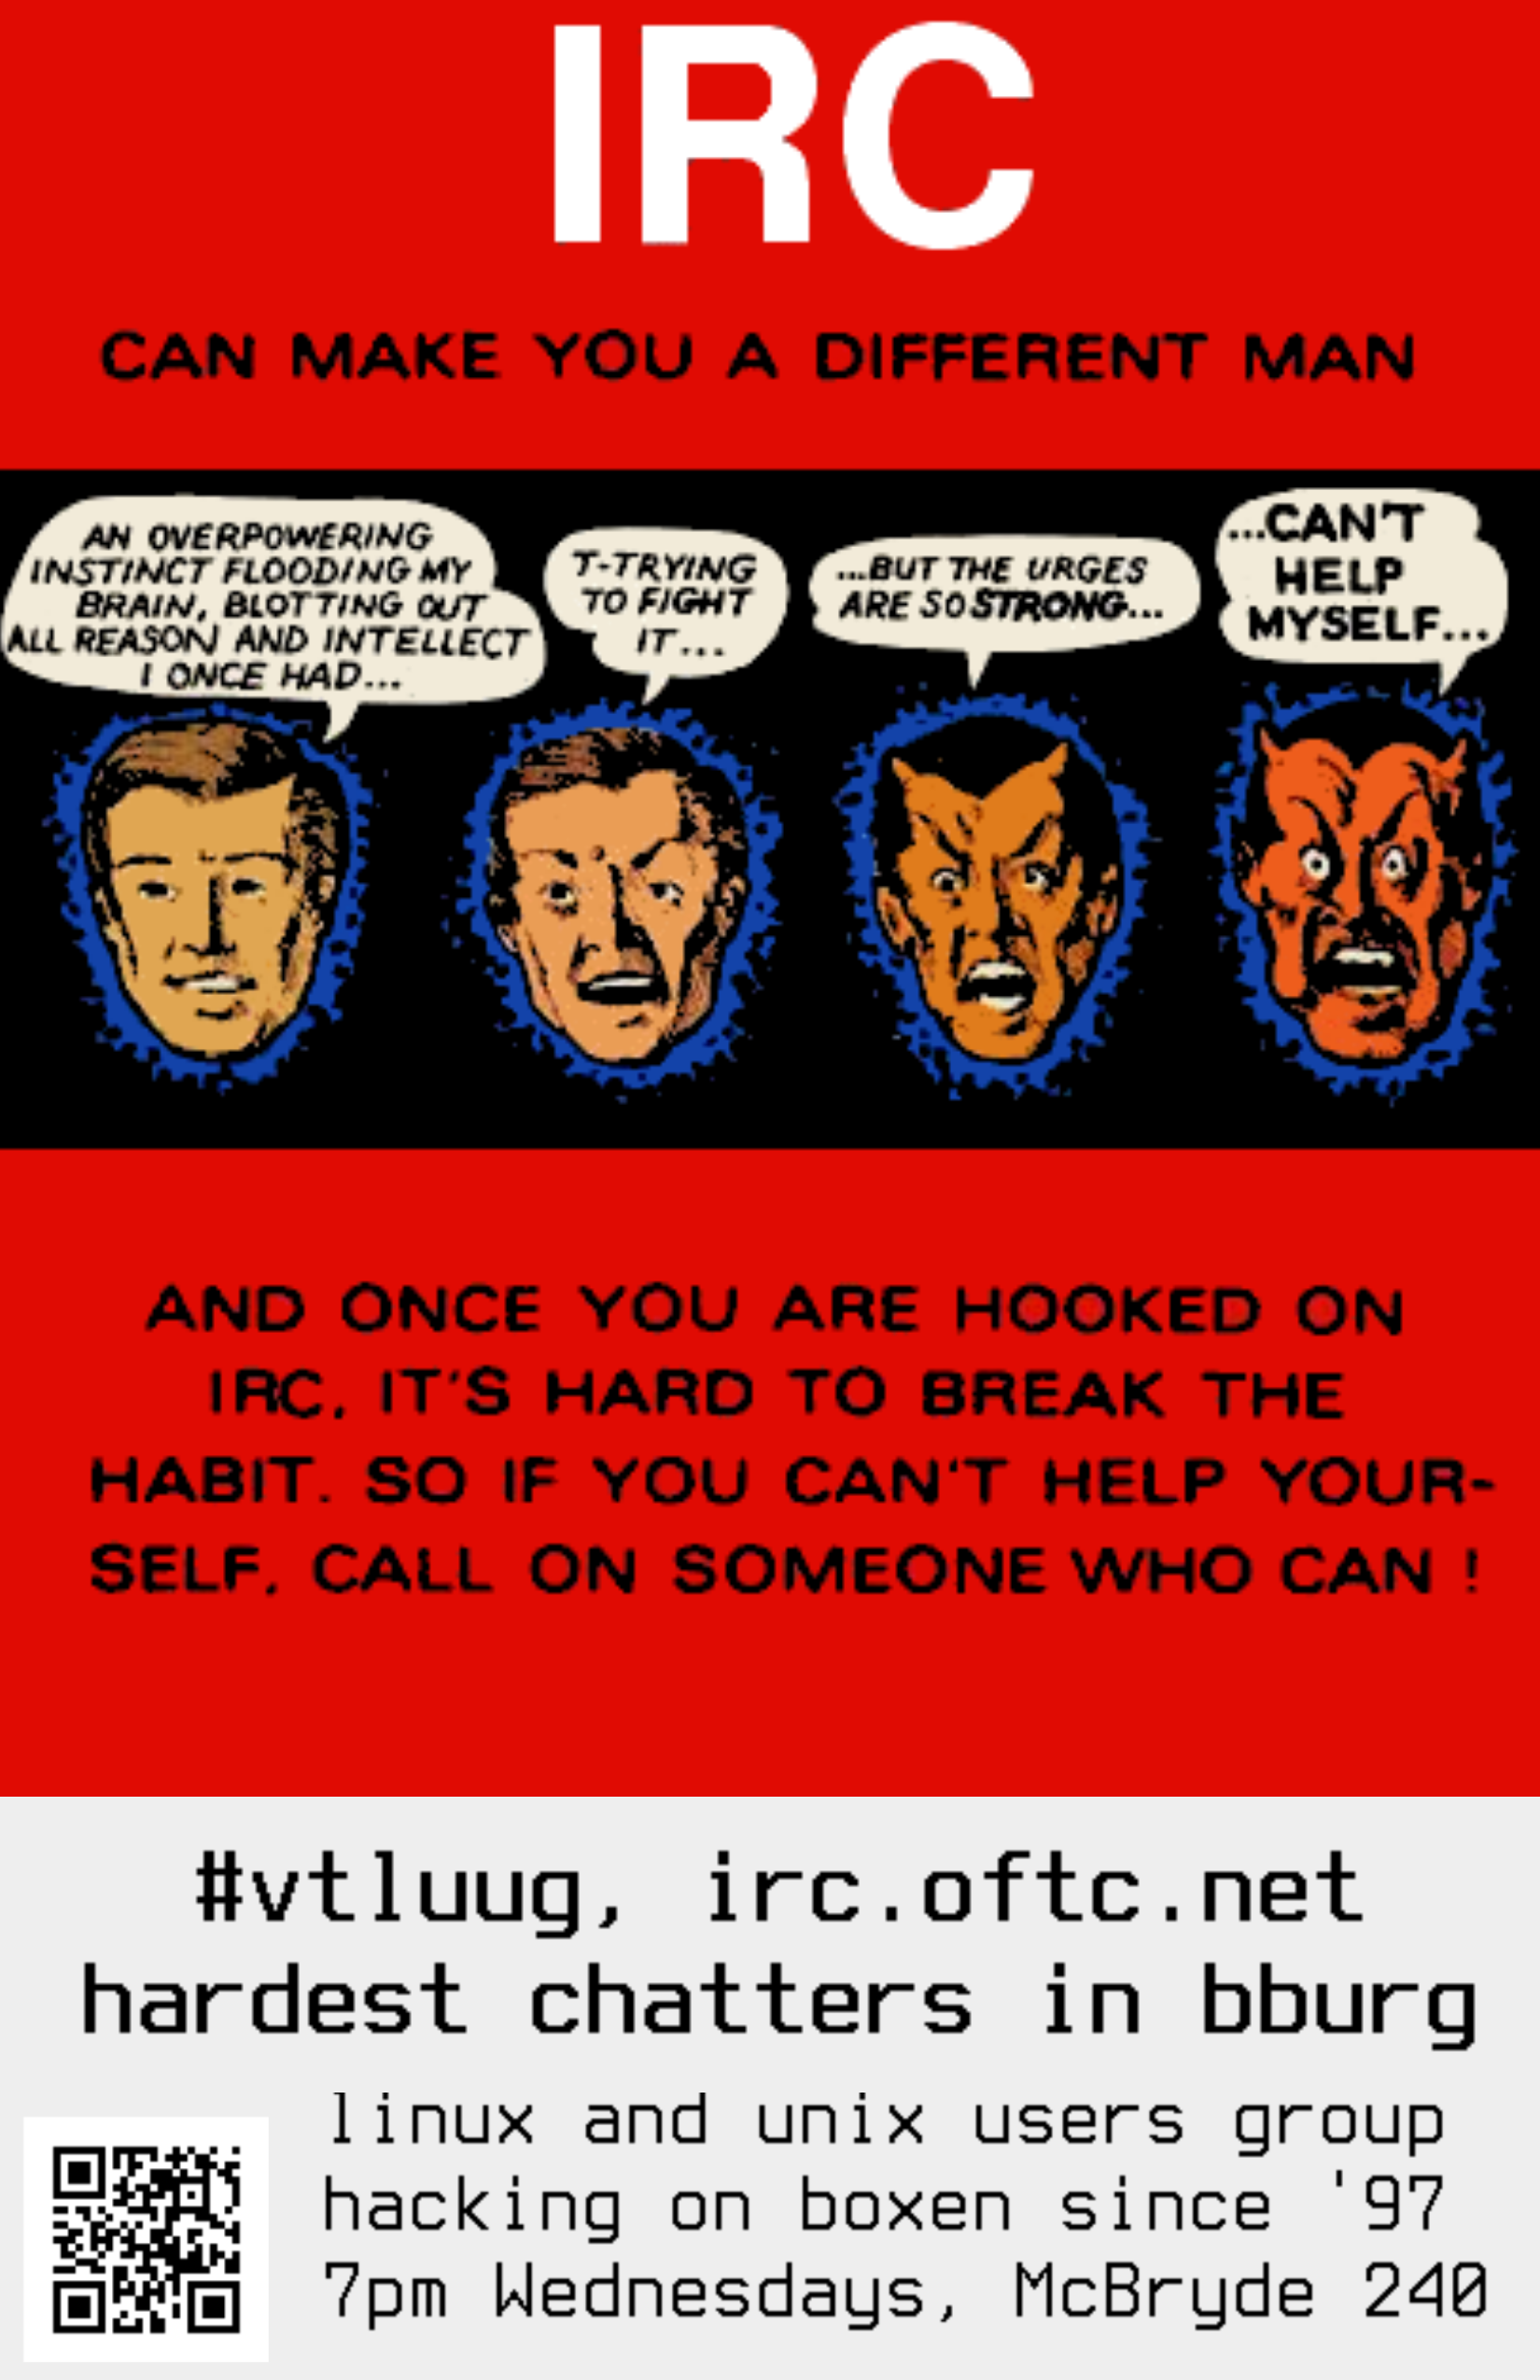 IRC
CAN MAKE YOU A DIFFERENT MAN
AN OVERPOWERING
INSTINCT FLOODING MY
BRAIN, BLOTTING OUT
ALL REASON AND INTELLECT
I ONCE HAD...
T-TRYING
TO FIGHT
IT...
...BUT THE URGES
ARE SO STRONG...
...CAN'T
HELP
MYSELF...
AND ONCE YOU ARE HOOKED ON
IRC, IT'S HARD TO BREAK THE
HABIT. SO IF YOU CAN'T HELP YOUR-
SELF, CALL ON SOMEONE WHO CAN !
#vtluug, irc.oftc.net
hardest chatters in bburg
linux and unix users group
hacking on boxen since '97
7pm Wednesdays, McBryde 240